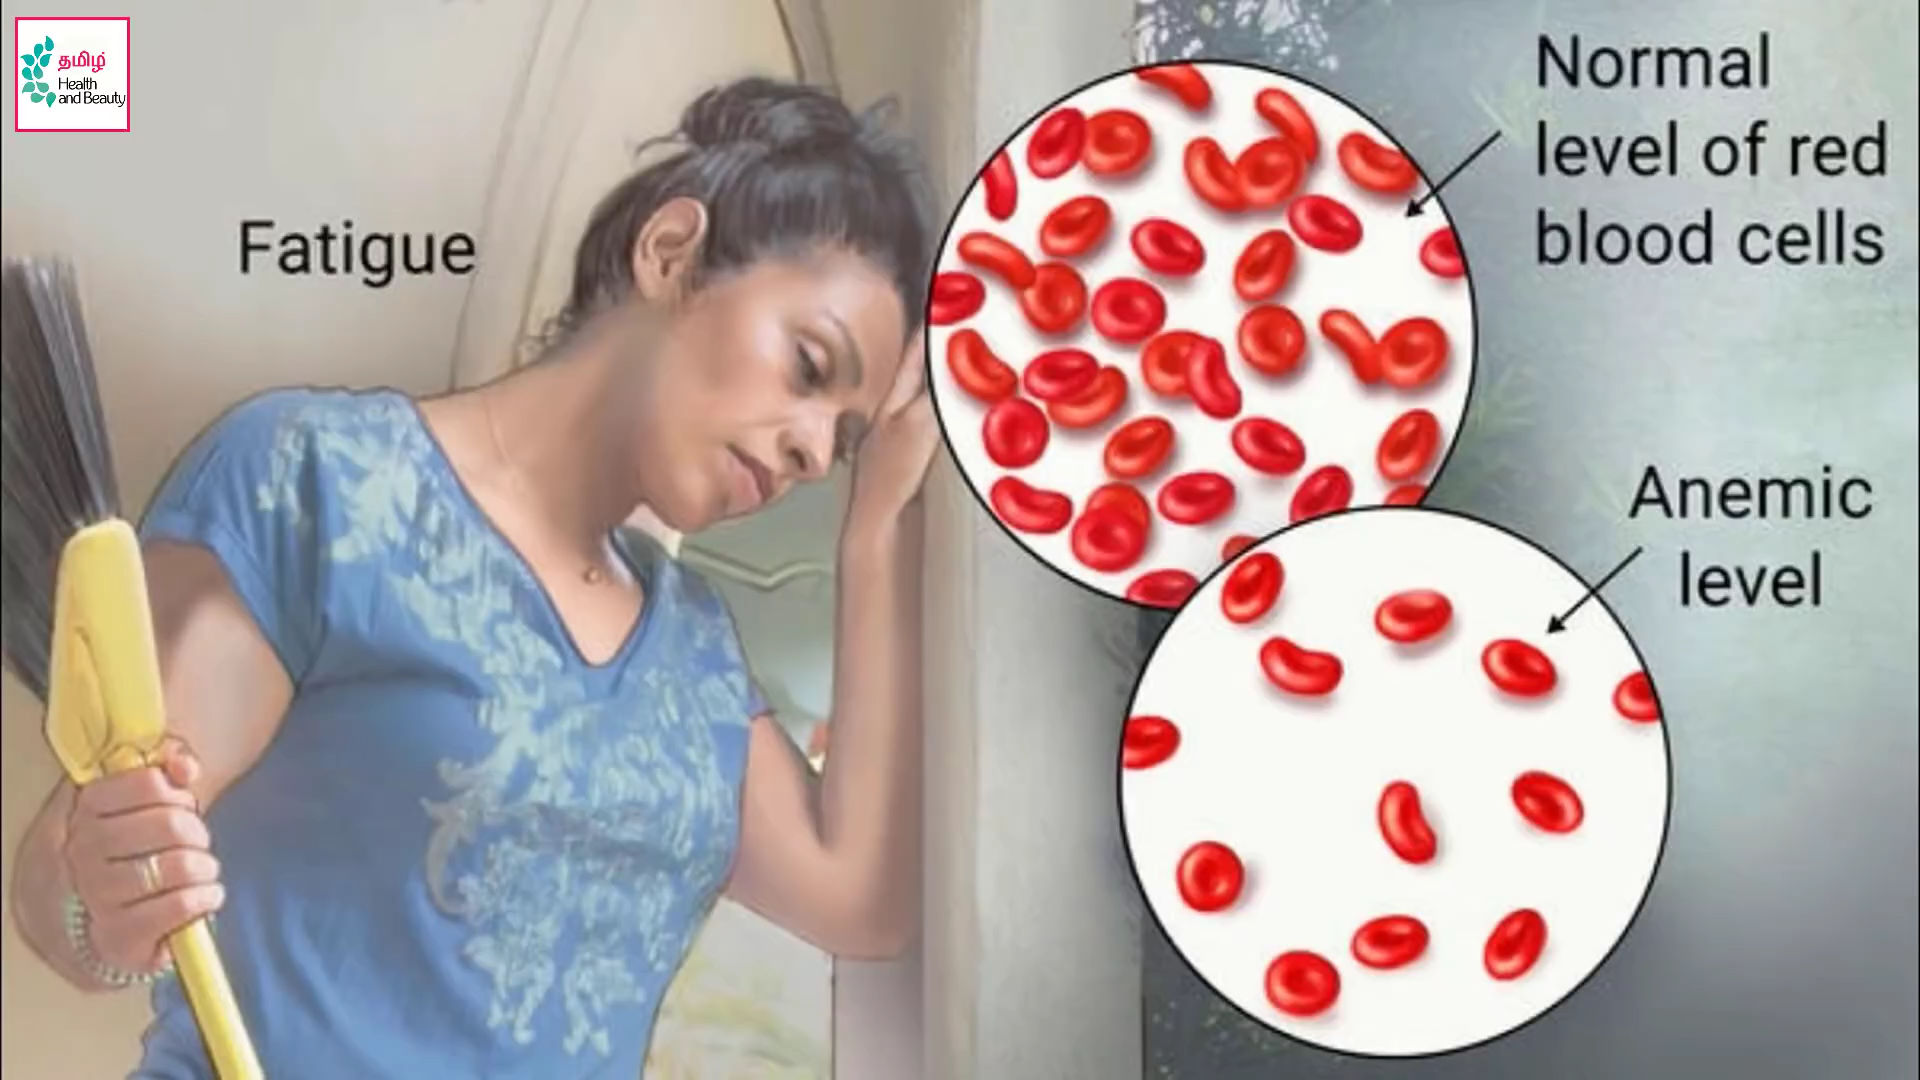 தமிழ்
Health
and Beauty
Fatigue
Normal
level of red
blood cells
Anemic
level